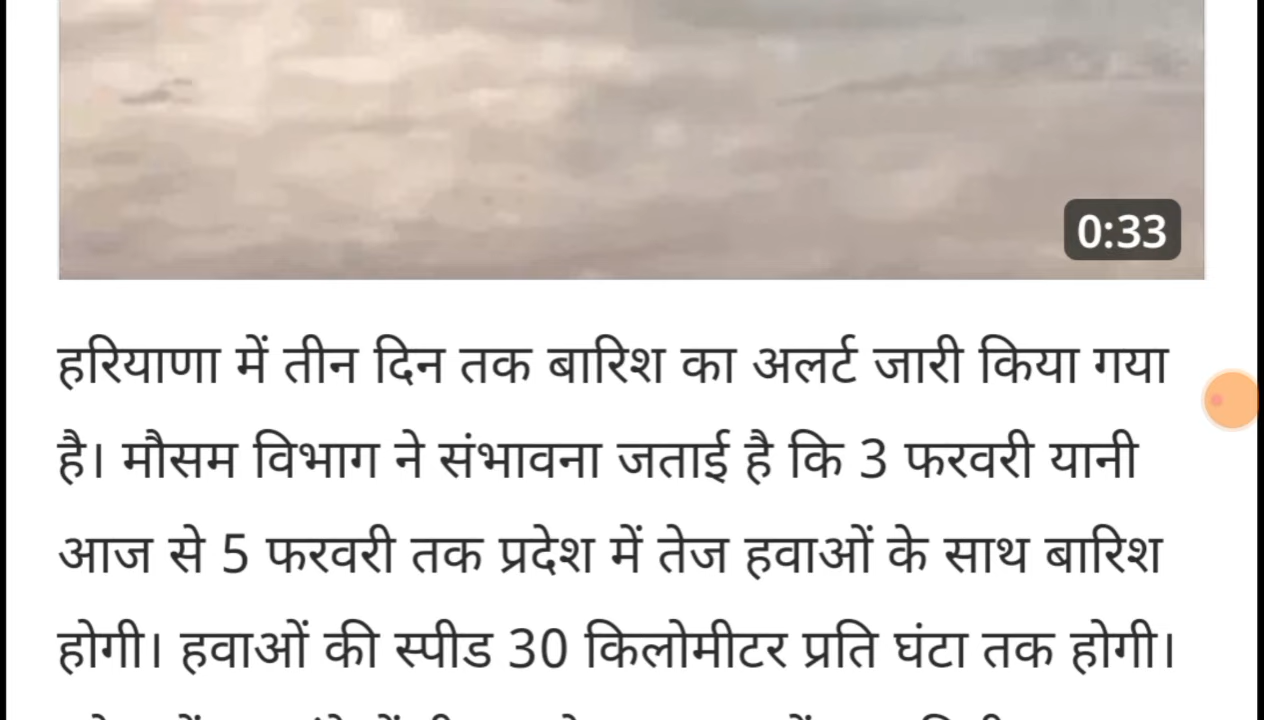 0:33
हरियाणा में तीन दिन तक बारिश का अलर्ट जारी किया गया
है। मौसम विभाग ने संभावना जताई है कि 3 फरवरी यानी
आज से 5 फरवरी तक प्रदेश में तेज हवाओं के साथ बारिश
होगी। हवाओं की स्पीड 30 किलोमीटर प्रति घंटा तक होगी।